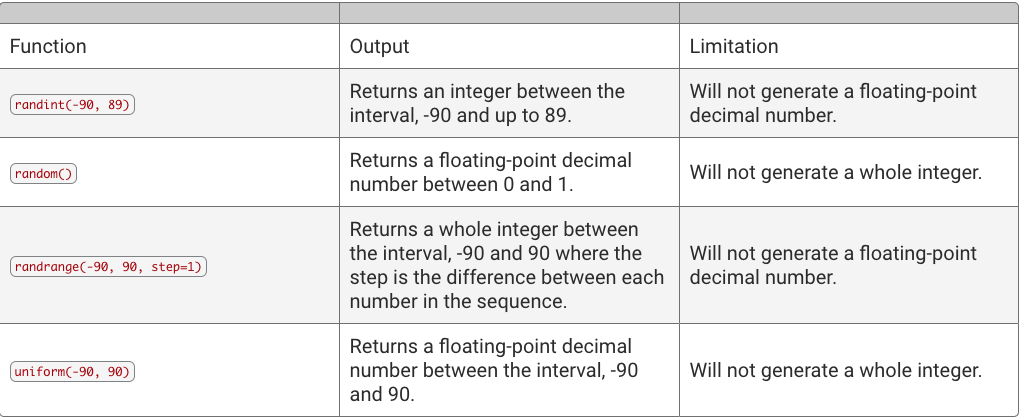 Function
Output
Limitation
randint(-90, 89)
Returns an integer between the
interval, -90 and up to 89.
Will not generate a floating-point
decimal number.
random()
Returns a floating-point decimal
number between 0 and 1.
Will not generate a whole integer.
randrange(-90, 90, step=1)
Returns a whole integer between
the interval, -90 and 90 where the
step is the difference between each
number in the sequence.
Will not generate a floating-point
decimal number.
uniform(-90, 90)
Returns a floating-point decimal
number between the interval, -90
and 90.
Will not generate a whole integer.